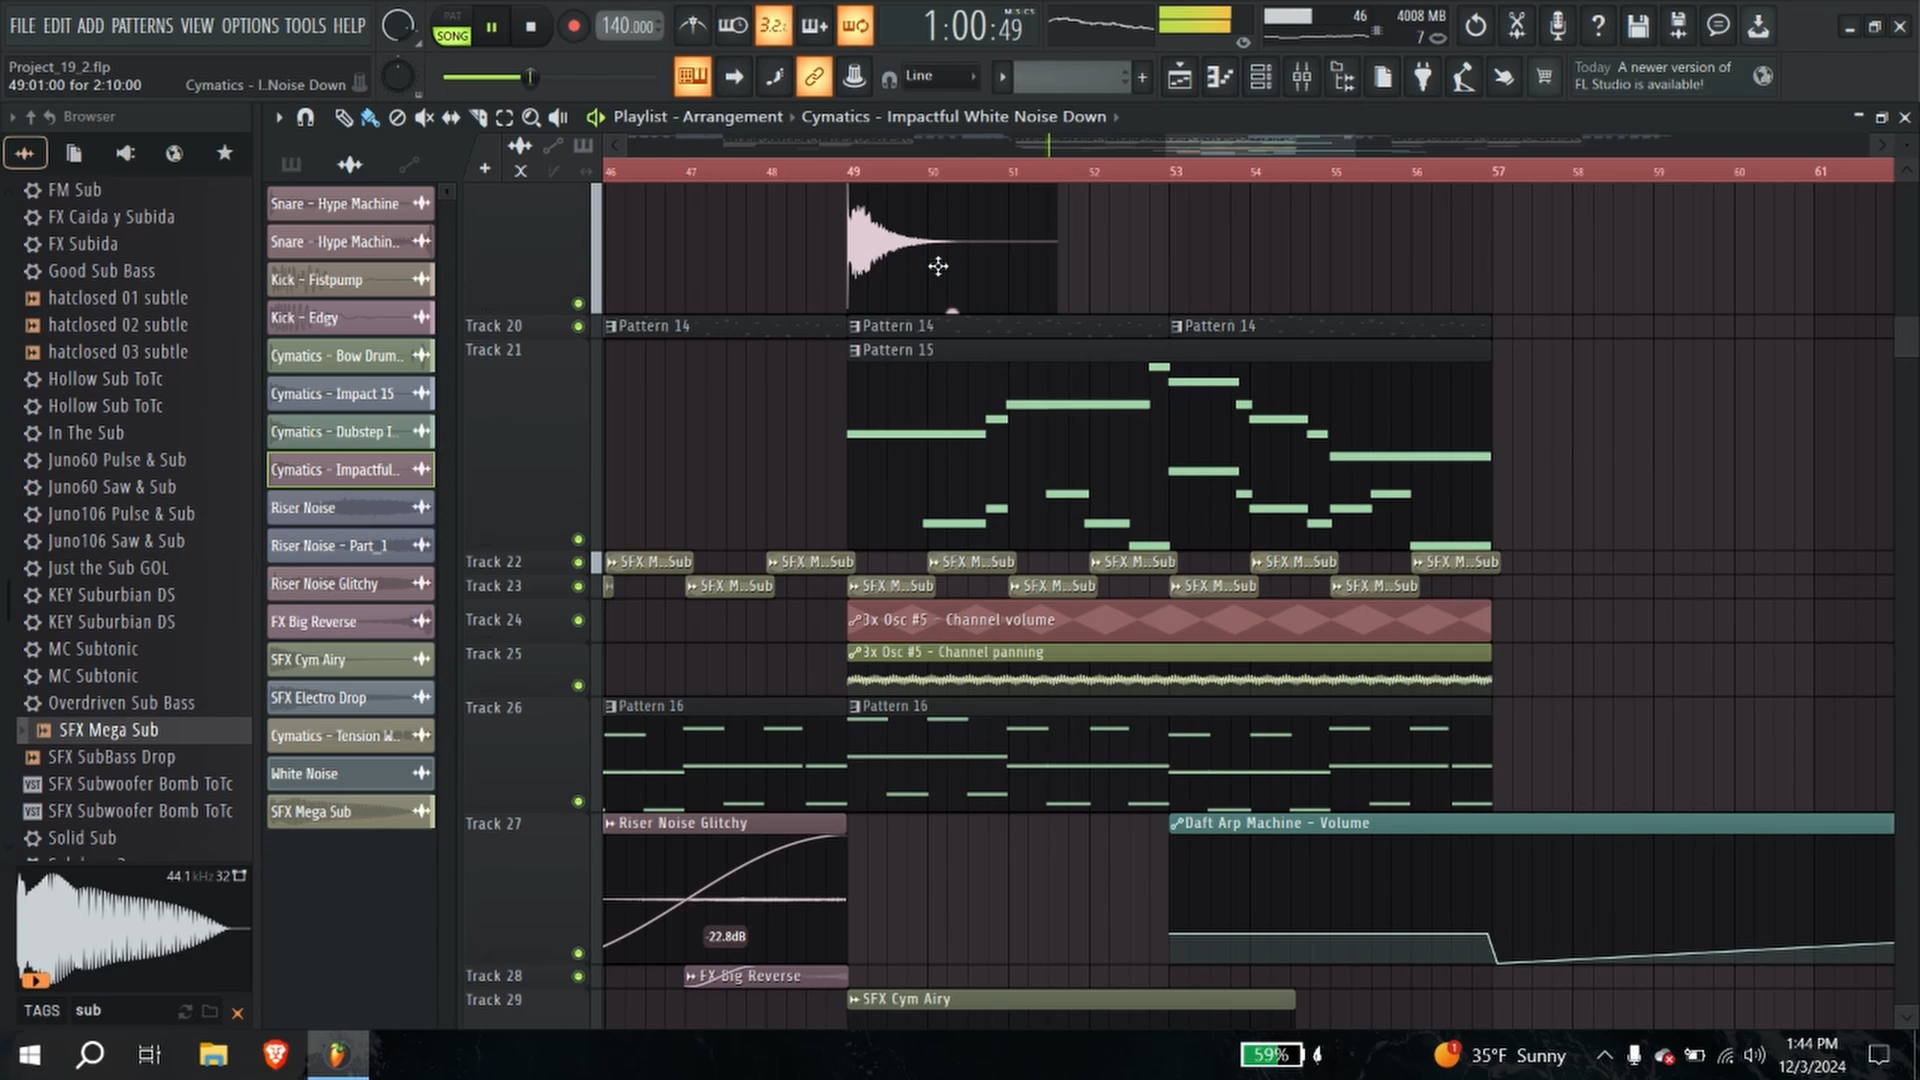 FILE EDIT ADD PATTERNS VIEW OPTIONS TOOLS HELP
PAT
SONG
140.000
3.2.
1:00:49
M:S:CS
46
4008 MB
7
Project_19_2.flp
49:01:00 for 2:10:00
Cymatics - I..Noise Down
Line
Today A newer version of
FL Studio is available!
Browser
Playlist - Arrangement
Cymatics - Impactful White Noise Down
46 47 48 49 50 51 52 53 54 55 56 57 58 59 60 61
FM Sub
FX Caida y Subida
FX Subida
Good Sub Bass
hatclosed 01 subtle
hatclosed 02 subtle
hatclosed 03 subtle
Hollow Sub ToTc
Hollow Sub ToTc
In The Sub
Juno60 Pulse & Sub
Juno60 Saw & Sub
Juno106 Pulse & Sub
Juno106 Saw & Sub
Just the Sub GOL
KEY Suburbian DS
KEY Suburbian DS
MC Subtonic
MC Subtonic
Overdriven Sub Bass
SFX Mega Sub
SFX SubBass Drop
VST SFX Subwoofer Bomb ToTc
VST SFX Subwoofer Bomb ToTc
Solid Sub
44.1 kHz 32
TAGS sub
Snare - Hype Machine
Snare - Hype Machin..
Kick - Fistpump
Kick - Edgy
Cymatics - Bow Drum..
Cymatics - Impact 15
Cymatics - Dubstep I..
Cymatics - Impactful..
Riser Noise
Riser Noise - Part_1
Riser Noise Glitchy
FX Big Reverse
SFX Cym Airy
SFX Electro Drop
Cymatics - Tension W..
White Noise
SFX Mega Sub
Track 20
Pattern 14
Pattern 14
Pattern 14
Track 21
Pattern 15
Track 22
SFX M...Sub
SFX M...Sub
SFX M...Sub
SFX M...Sub
SFX M...Sub
SFX M...Sub
Track 23
SFX M...Sub
SFX M...Sub
SFX M...Sub
SFX M...Sub
SFX M...Sub
Track 24
3x Osc #5 - Channel volume
Track 25
3x Osc #5 - Channel panning
Track 26
Pattern 16
Pattern 16
Track 27
Riser Noise Glitchy
Daft Arp Machine - Volume
-22.8dB
Track 28
FX Big Reverse
Track 29
SFX Cym Airy
59%
1
35°F Sunny
1:44 PM
12/3/2024